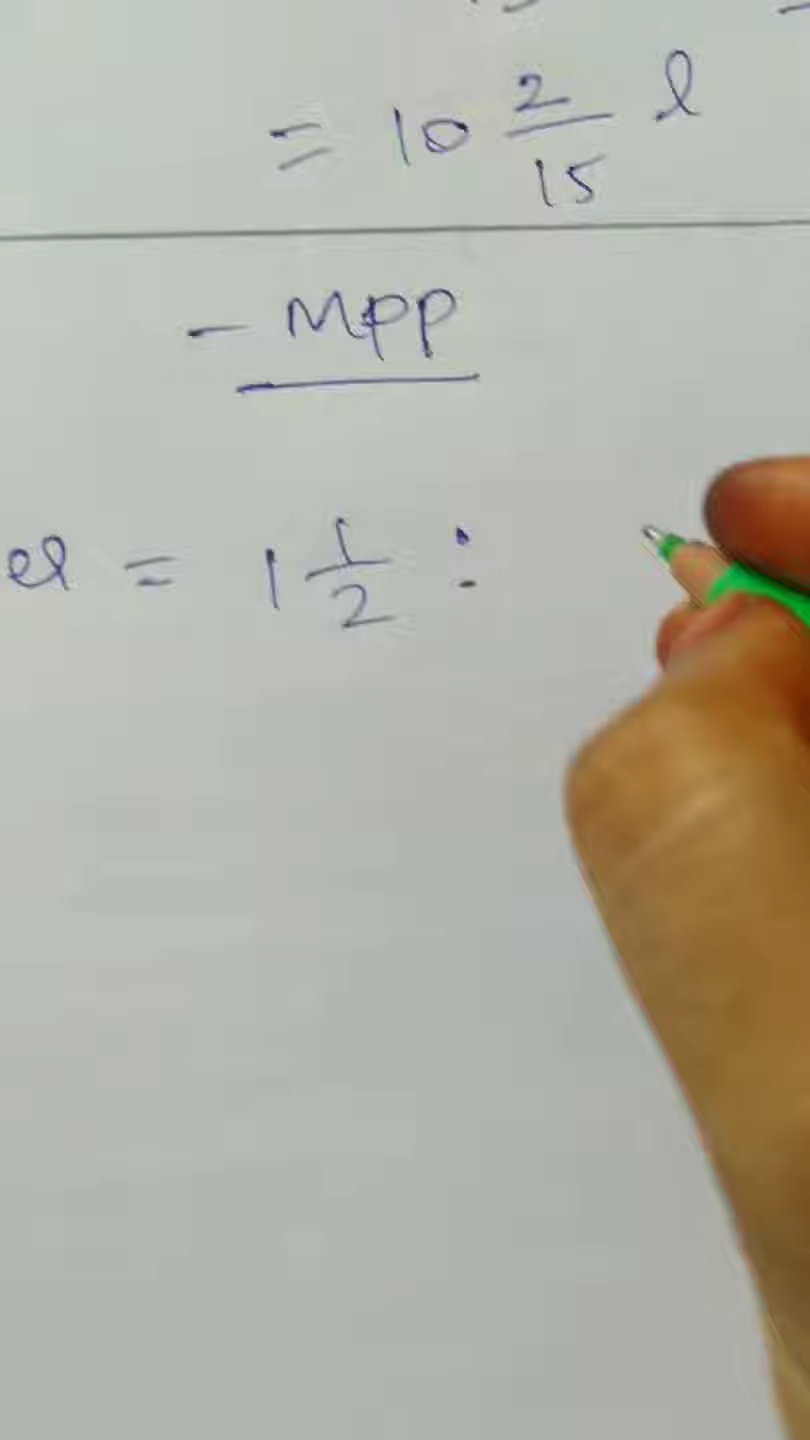 = 10 2/15 l
- MPP
el = 1 1/2 :